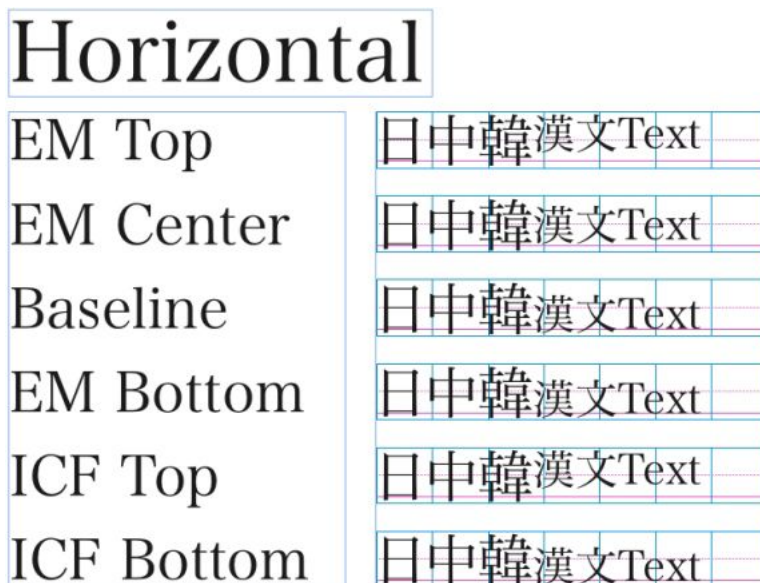 Horizontal
EM Top 日中韓漢文Text
EM Center 日中韓漢文Text
Baseline 日中韓漢文Text
EM Bottom 日中韓漢文Text
ICF Top 日中韓漢文Text
ICF Bottom 日中韓漢文Text